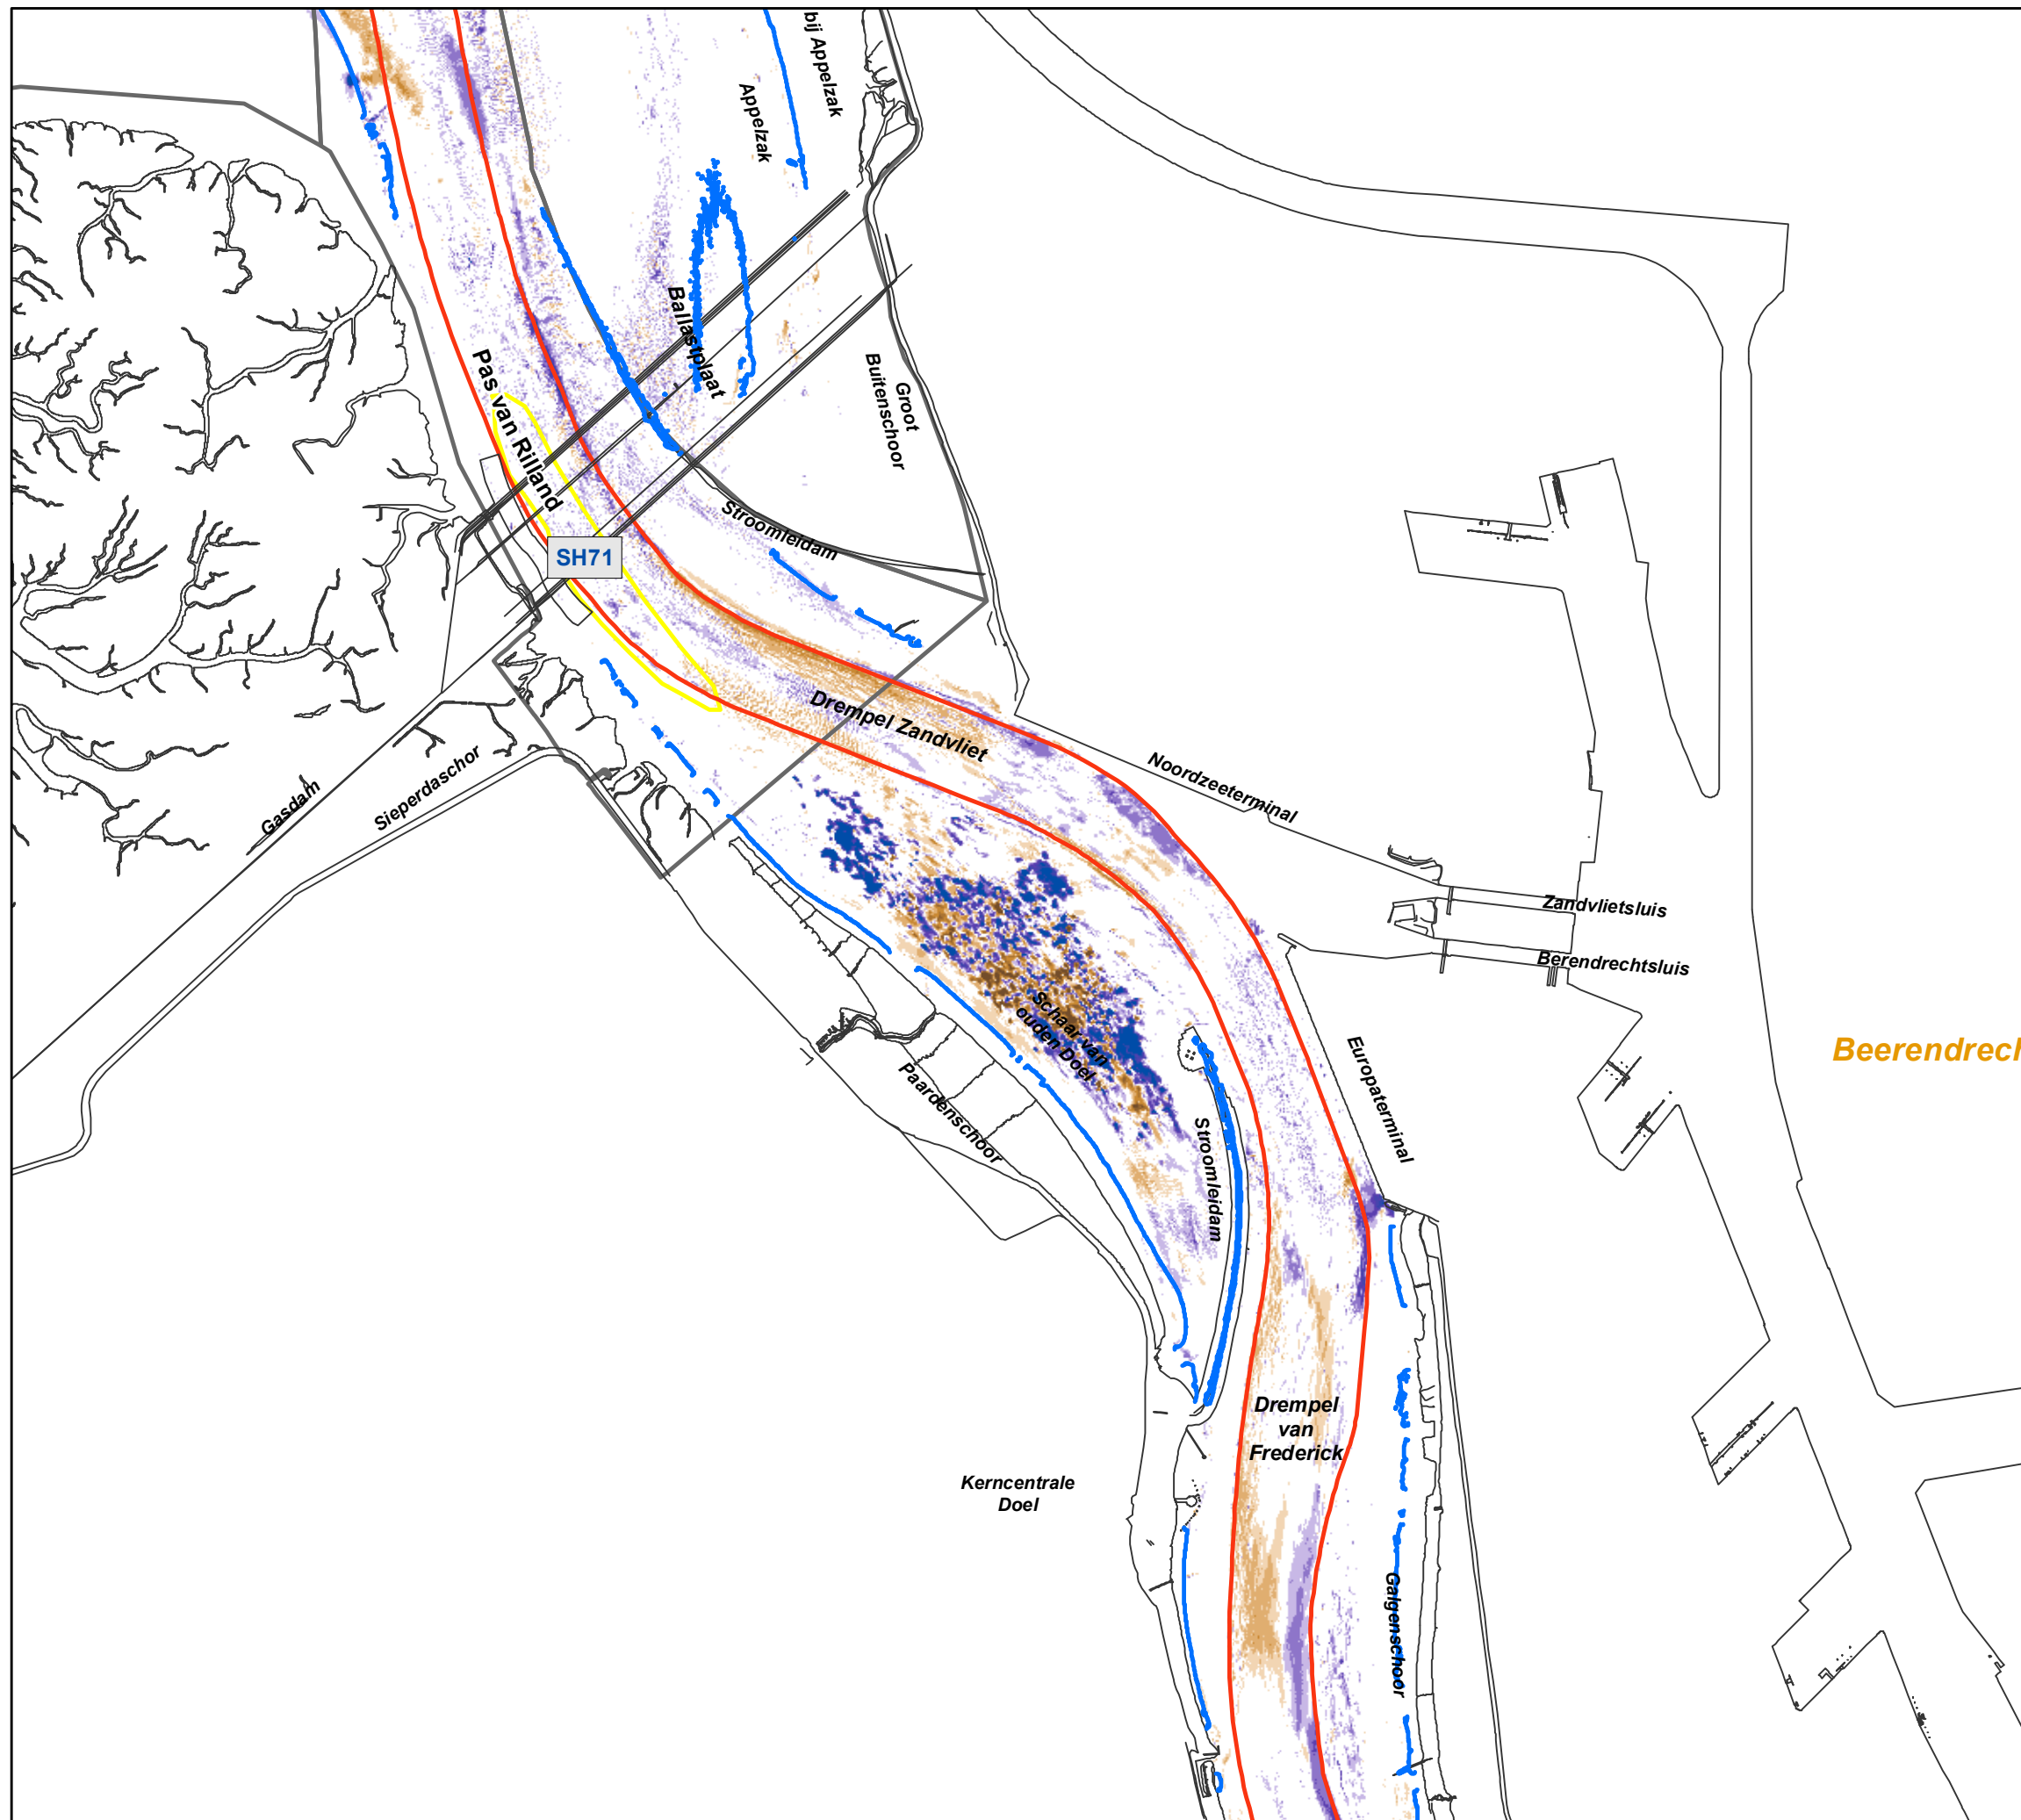 bij Appelzak
Appelzak
Ballastplaat
Groot
Buitenschoor
Pas van Rilland
Stroomleidam
SH71
Drempel Zandvliet
Noordzeeterminal
Gasdam
Sieperdaschor
Zandvlietsluis
Berendrechtsluis
Schaar van
ouden Doel
Europaterminal
Beerendrech
Paardenschoor
Stroomleidam
Drempel
van
Frederick
Kerncentrale
Doel
Galgenschoor